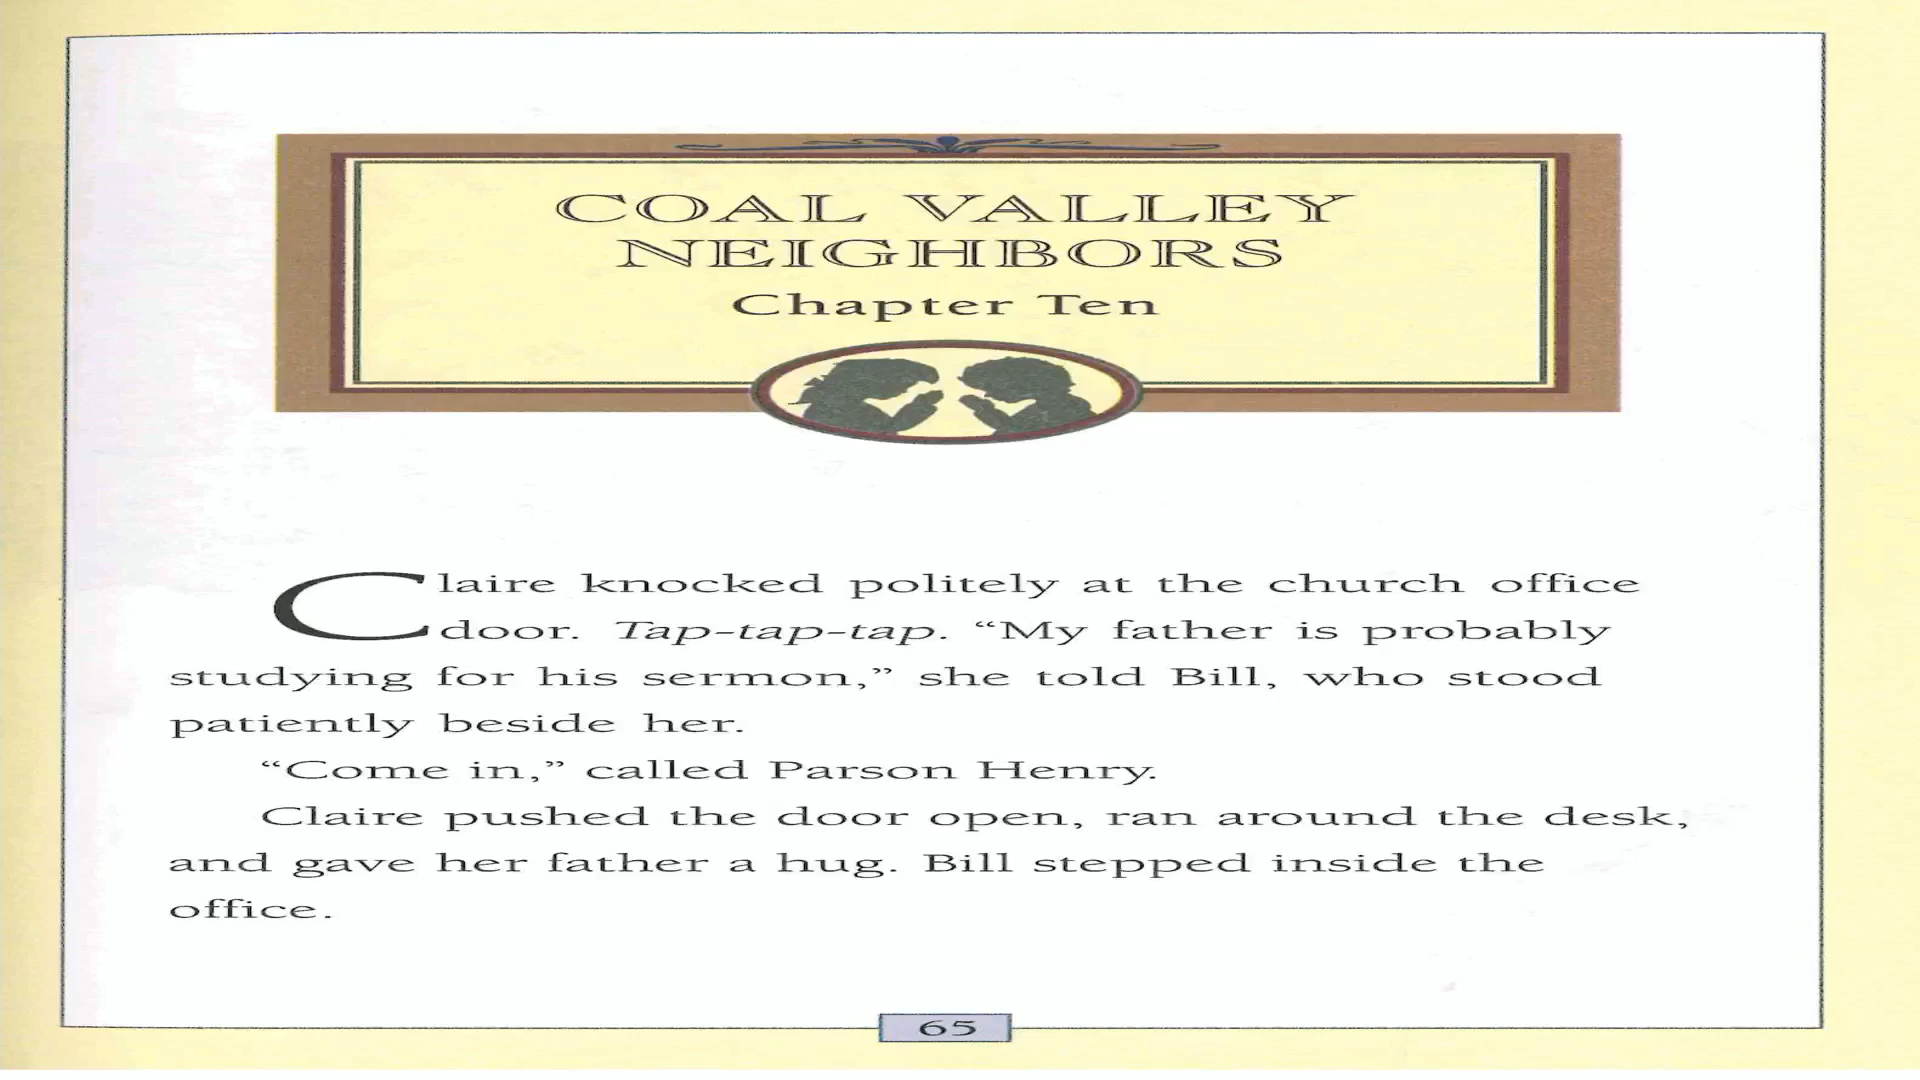 COAL VALLEY
NEIGHBORS
Chapter Ten
Claire knocked politely at the church office
door. Tap-tap-tap. “My father is probably
studying for his sermon,” she told Bill, who stood
patiently beside her.
“Come in,” called Parson Henry.
Claire pushed the door open, ran around the desk,
and gave her father a hug. Bill stepped inside the
office.
65